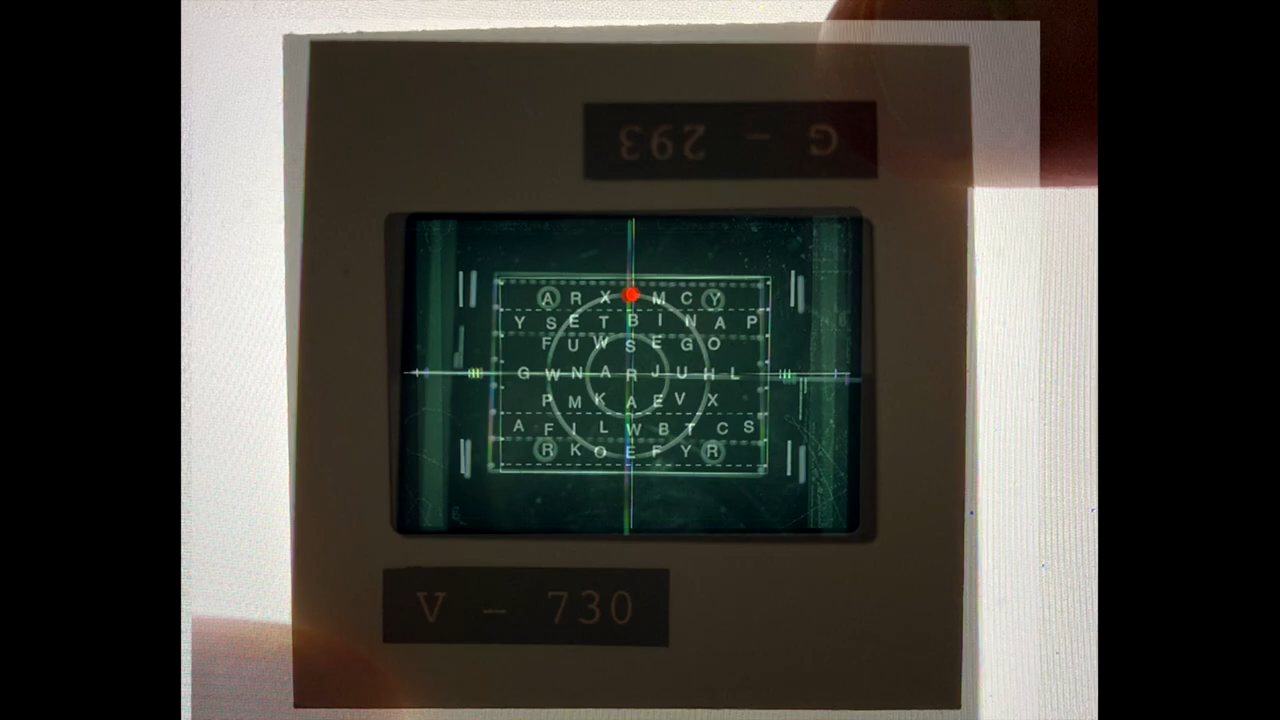 G - 293
A R X M C Y
Y S E T B I N A P
F U W S E G O
G W N A R J U H L
P M K A E V X
A F I L W B T C S
R K O E F Y R
V - 730